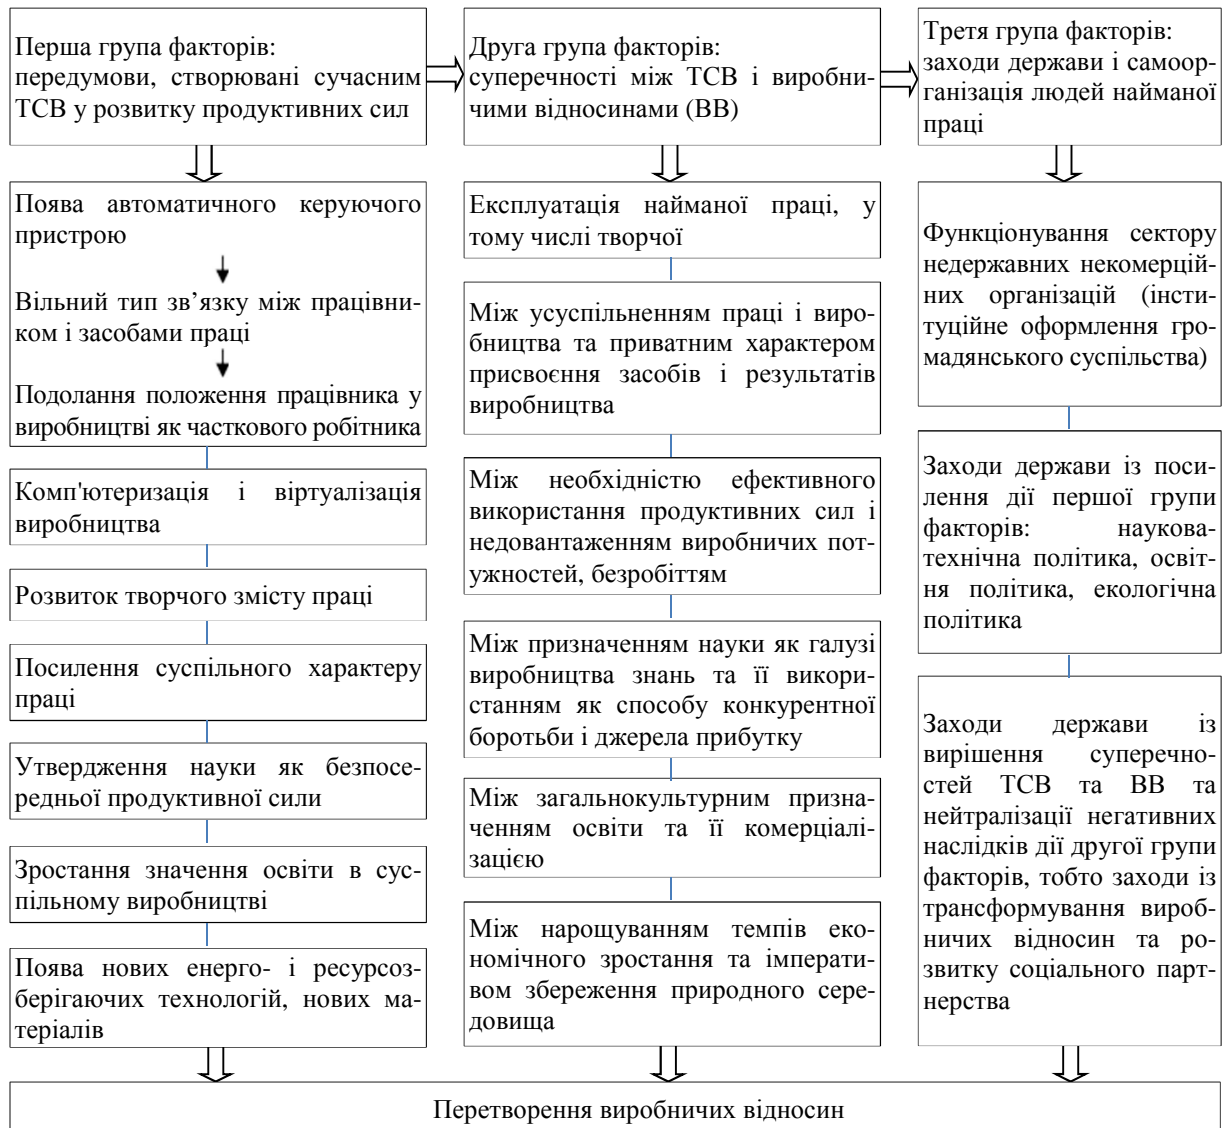 Перша група факторів:
передумови, створювані сучасним
ТСВ у розвитку продуктивних сил
Поява автоматичного керуючого
пристрою
Вільний тип зв’язку між працівни-
ком і засобами праці
Подолання положення працівника у
виробництві як часткового робітника
Комп'ютеризація і віртуалізація
виробництва
Розвиток творчого змісту праці
Посилення суспільного характеру
праці
Утвердження науки як безпосе-
редньої продуктивної сили
Зростання значення освіти в сус-
пільному виробництві
Поява нових енерго- і ресурсоз-
берігаючих технологій, нових ма-
теріалів
Друга група факторів:
суперечності між ТСВ і виробни-
чими відносинами (ВВ)
Експлуатація найманої праці, у
тому числі творчої
Між усуспільненням праці і виро-
бництва та приватним характером
присвоєння засобів і результатів
виробництва
Між необхідністю ефективного
використання продуктивних сил і
недовантаженням виробничих пот-
ужностей, безробіттям
Між призначенням науки як галузі
виробництва знань та її викори-
станням як способу конкурентної
боротьби і джерела прибутку
Між загальнокультурним призна-
ченням освіти та її комерціалі-
зацією
Між нарощуванням темпів еко-
номічного зростання та імперати-
вом збереження природного сере-
довища
Третя група факторів:
заходи держави і самоор-
ганізація людей найманої
праці
Функціонування сектору
недержавних некомерцій-
них організацій (інсти-
туційне оформлення гро-
мадянського суспільства)
Заходи держави із поси-
лення дії першої групи
факторів: науково-
технічна політика, освіт-
ня політика, екологічна
політика
Заходи держави із
вирішення суперечно-
стей ТСВ та ВВ та
нейтралізації негативних
наслідків дії другої групи
факторів, тобто заходи із
трансформування вироб-
ничих відносин та ро-
звитку соціального парт-
нерства
Перетворення виробничих відносин